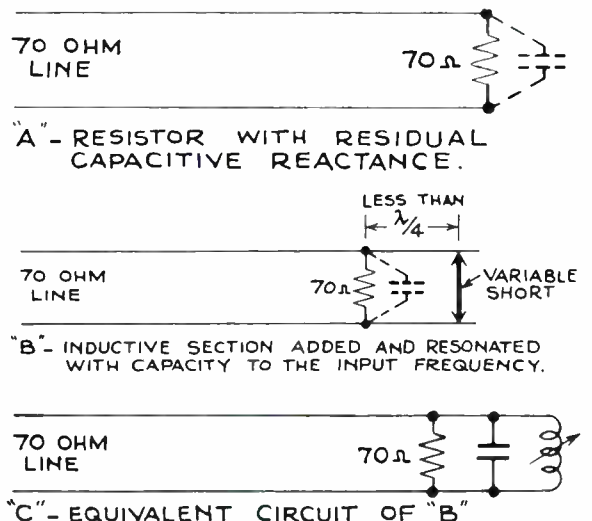 70 OHM
LINE
70Ω
"A"- RESISTOR WITH RESIDUAL
CAPACITIVE REACTANCE.
LESS THAN
λ/4
70 OHM
LINE
70Ω
VARIABLE
SHORT
"B"- INDUCTIVE SECTION ADDED AND RESONATED
WITH CAPACITY TO THE INPUT FREQUENCY.
70 OHM
LINE
70Ω
"C"- EQUIVALENT CIRCUIT OF "B"